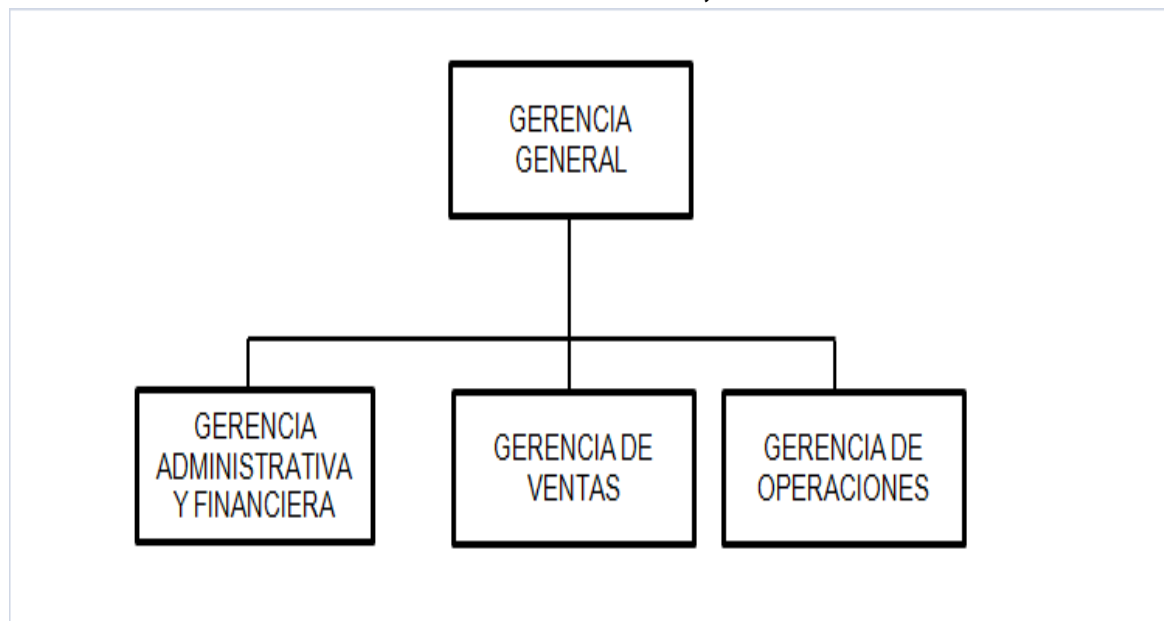 GERENCIA
GENERAL
GERENCIA
ADMINISTRATIVA
Y FINANCIERA
GERENCIA DE
VENTAS
GERENCIA DE
OPERACIONES